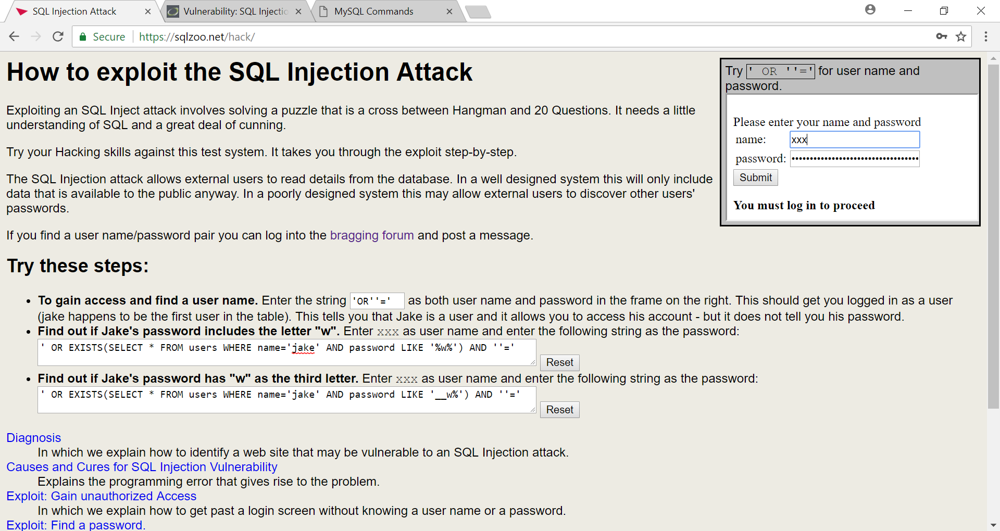 SQL Injection Attack
Vulnerability: SQL Injectio
MySQL Commands
Secure
https://sqlzoo.net/hack/
How to exploit the SQL Injection Attack
Exploiting an SQL Inject attack involves solving a puzzle that is a cross between Hangman and 20 Questions. It needs a little
understanding of SQL and a great deal of cunning.
Try your Hacking skills against this test system. It takes you through the exploit step-by-step.
The SQL Injection attack allows external users to read details from the database. In a well designed system this will only include
data that is available to the public anyway. In a poorly designed system this may allow external users to discover other users'
passwords.
If you find a user name/password pair you can log into the bragging forum and post a message.
Try ' OR ''=' for user name and
password.
Please enter your name and password
name: xxx
password: •••••••••••••••••••••••••••••••••••
Submit
You must log in to proceed
Try these steps:
• To gain access and find a user name. Enter the string 'OR''=' as both user name and password in the frame on the right. This should get you logged in as a user
(jake happens to be the first user in the table). This tells you that Jake is a user and it allows you to access his account - but it does not tell you his password.
• Find out if Jake's password includes the letter "w". Enter xxx as user name and enter the following string as the password:
' OR EXISTS(SELECT * FROM users WHERE name='jake' AND password LIKE '%w%') AND ''='
Reset
• Find out if Jake's password has "w" as the third letter. Enter xxx as user name and enter the following string as the password:
' OR EXISTS(SELECT * FROM users WHERE name='jake' AND password LIKE '__w%') AND ''='
Reset
Diagnosis
In which we explain how to identify a web site that may be vulnerable to an SQL Injection attack.
Causes and Cures for SQL Injection Vulnerability
Explains the programming error that gives rise to the problem.
Exploit: Gain unauthorized Access
In which we explain how to get past a login screen without knowing a user name or a password.
Exploit: Find a password.